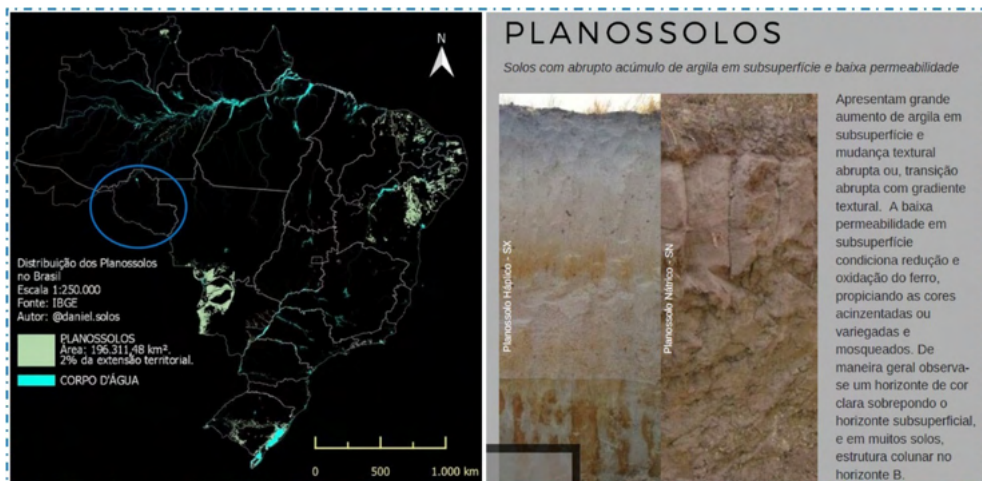 N
Distribuição dos Planossolos
no Brasil
Escala 1:250.000
Fonte: IBGE
Autor: @daniel.solos
PLANOSSOLOS
Área: 196.311,48 km².
2% da extensão territorial.
CORPO D'ÁGUA
0 500 1.000 km
PLANOSSOLOS
Solos com abrupto acúmulo de argila em subsuperfície e baixa permeabilidade
Planossolo Háplico - SX
Planossolo Nátrico - SN
Apresentam grande
aumento de argila em
subsuperfície e
mudança textural
abrupta ou, transição
abrupta com gradiente
textural. A baixa
permeabilidade em
subsuperfície
condiciona redução e
oxidação do ferro,
propiciando as cores
acinzentadas ou
variegadas e
mosqueados. De
maneira geral observa-
se um horizonte de cor
clara sobrepondo o
horizonte subsuperficial,
e em muitos solos,
estrutura colunar no
horizonte B.